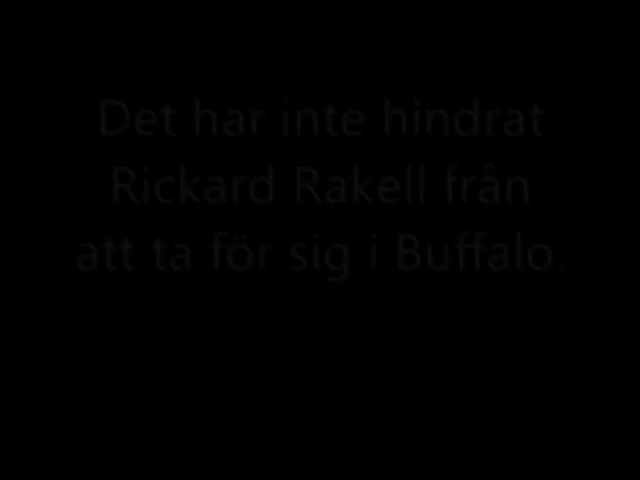 Det har inte hindrat
Rickard Rakell från
att ta för sig i Buffalo.